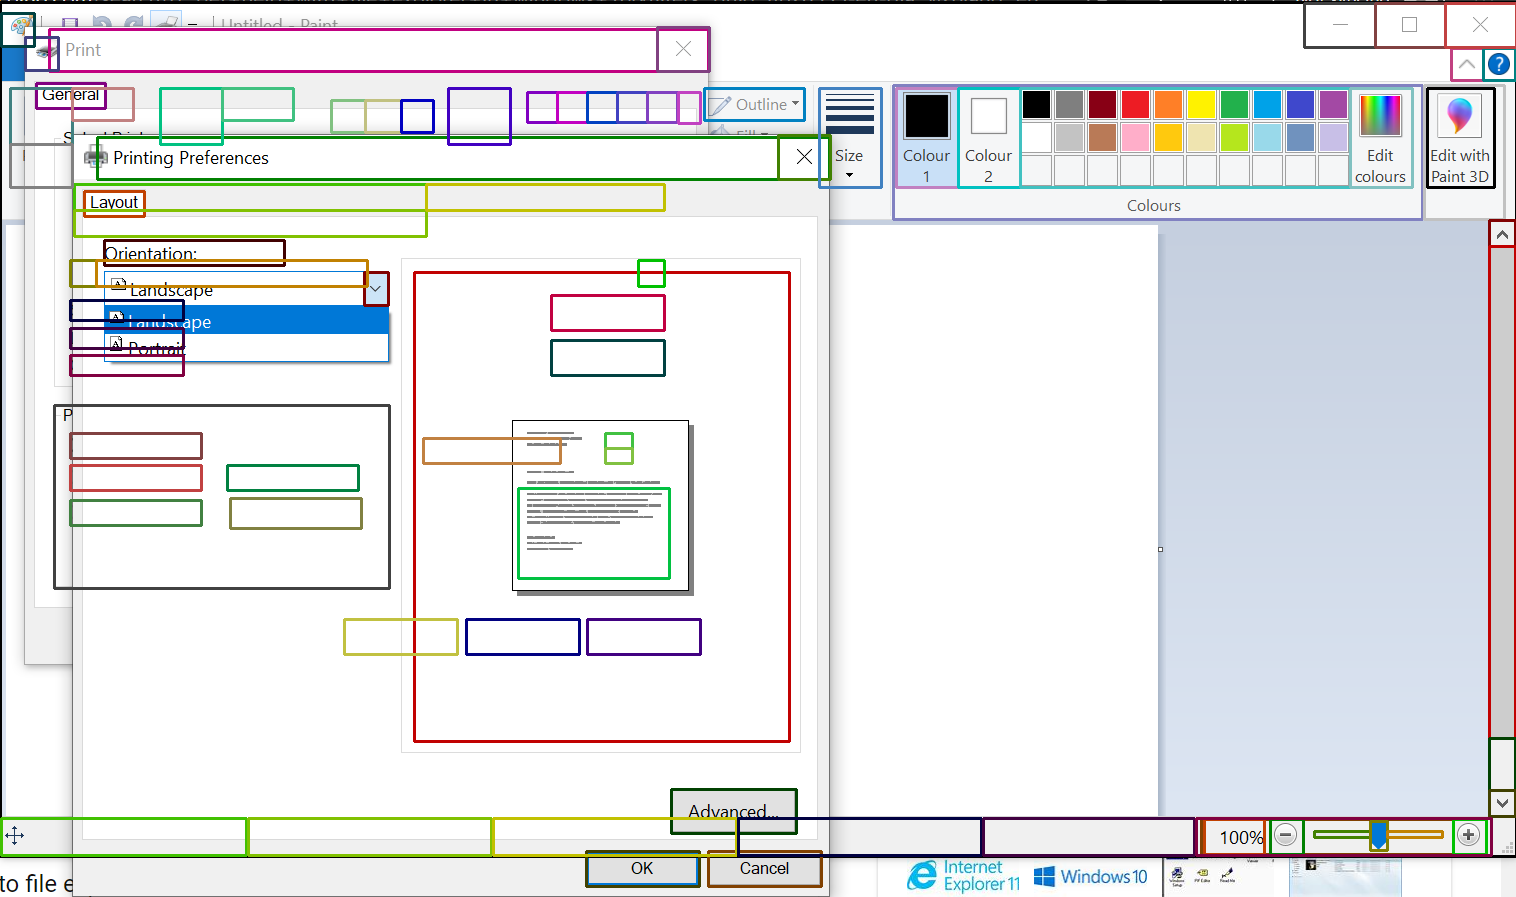 Untitled - Paint
Print
General
Outline
Fill
Printing Preferences
Size
Colour 1
Colour 2
Edit colours
Edit with Paint 3D
Colours
Layout
Orientation:
Landscape
Landscape
Portrait
Advanced...
100%
OK
Cancel
to file e
Internet Explorer 11
Windows 10